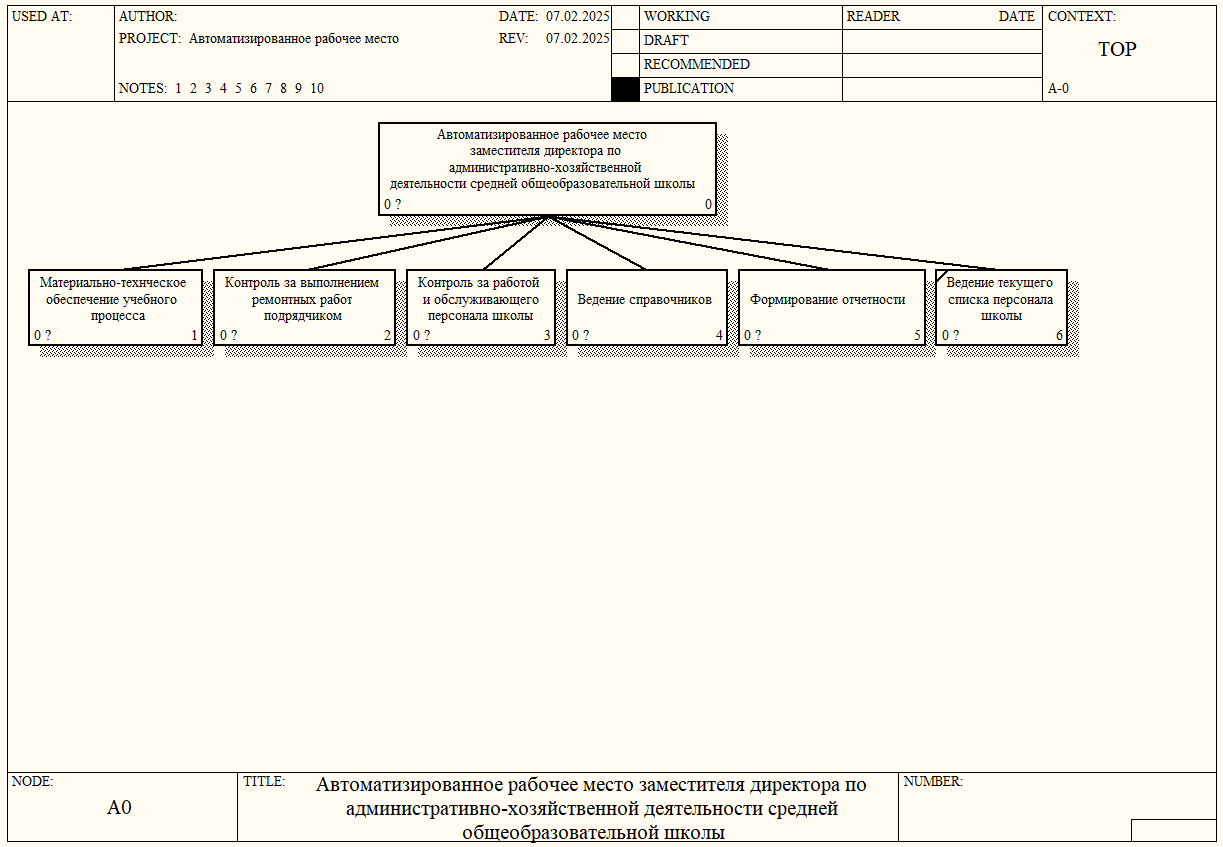 USED AT:
AUTHOR:
DATE: 07.02.2025
PROJECT: Автоматизированное рабочее место
REV: 07.02.2025
NOTES: 1 2 3 4 5 6 7 8 9 10
WORKING
DRAFT
RECOMMENDED
PUBLICATION
READER DATE
CONTEXT:
TOP
A-0
Автоматизированное рабочее место
заместителя директора по
административно-хозяйственной
деятельности средней общеобразовательной школы
0 ? 0
Материально-технческое
обеспечение учебного
процесса
0 ? 1
Контроль за выполнением
ремонтных работ
подрядчиком
0 ? 2
Контроль за работой
и обслуживающего
персонала школы
0 ? 3
Ведение справочников
0 ? 4
Формирование отчетности
0 ? 5
Ведение текущего
списка персонала
школы
0 ? 6
NODE:
A0
TITLE:
Автоматизированное рабочее место заместителя директора по
административно-хозяйственной деятельности средней
общеобразовательной школы
NUMBER: